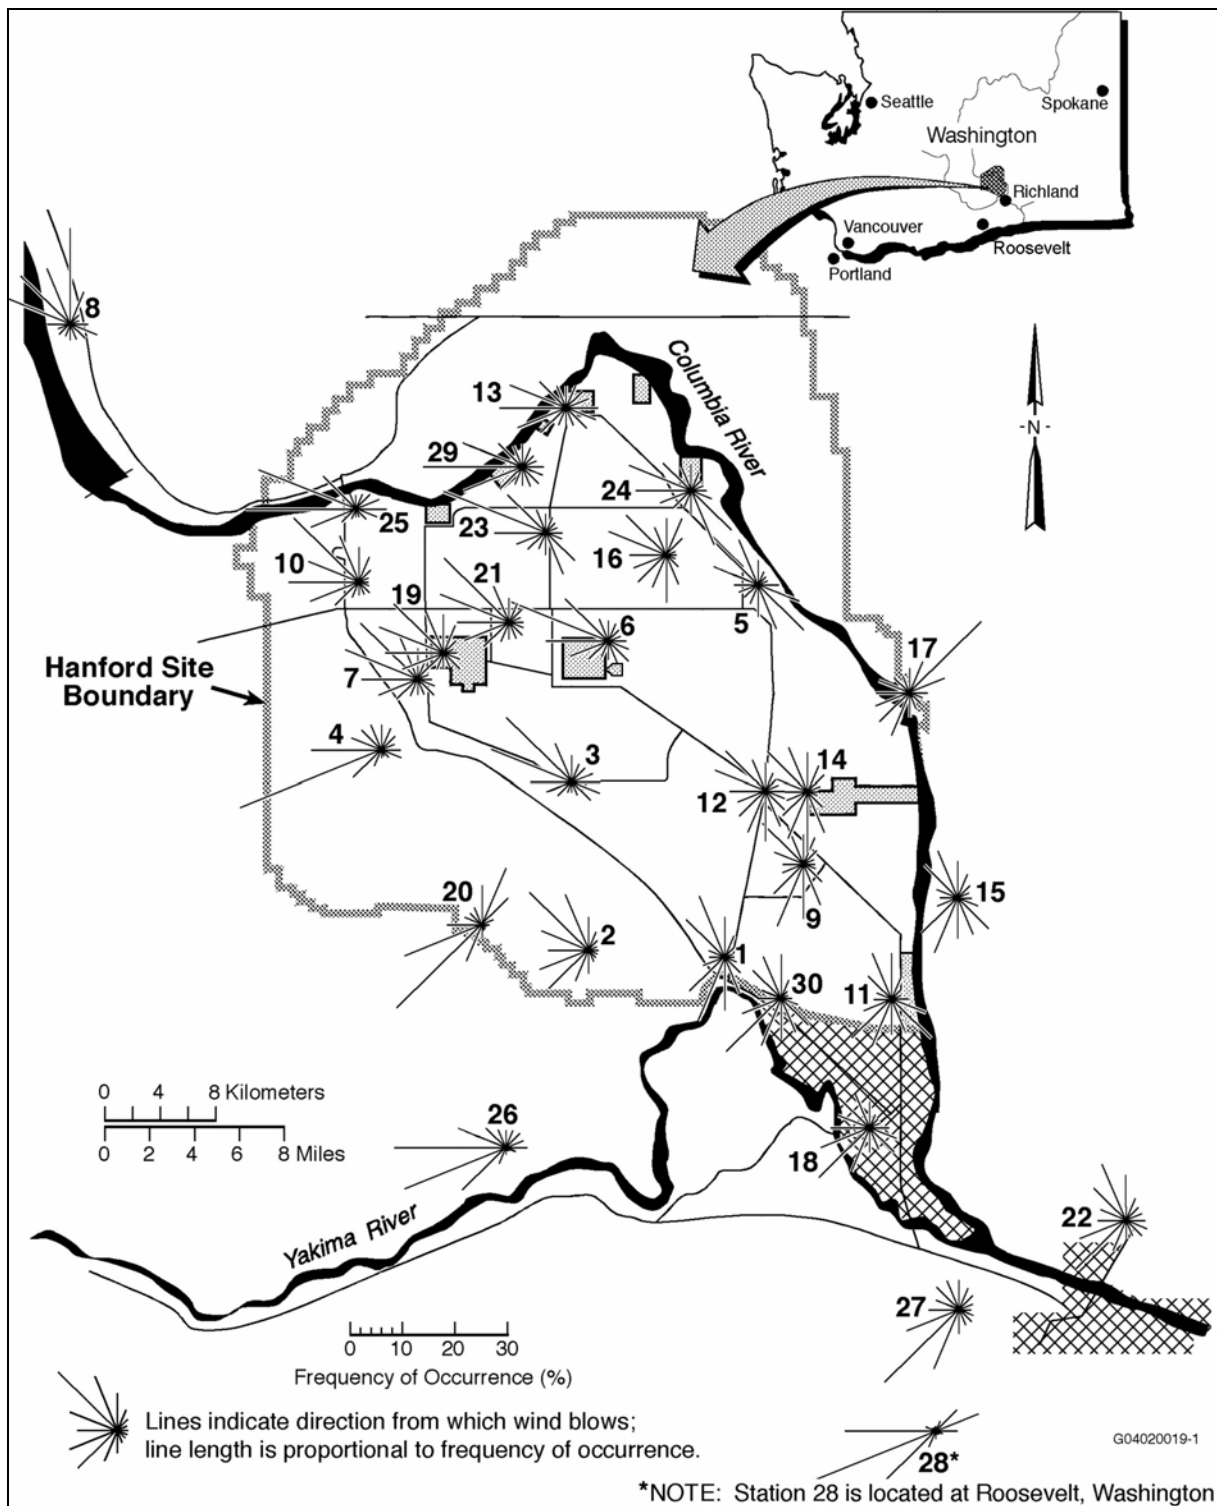 Seattle
Spokane
Washington
Richland
Vancouver
Roosevelt
Portland
8
Columbia River
13
-N-
29
24
25
23
16
10
21
19
6
5
17
Hanford Site
Boundary
7
4
3
14
12
20
2
9
15
1
30
11
0 4 8 Kilometers
0 2 4 6 8 Miles
26
18
Yakima River
22
27
0 10 20 30
Frequency of Occurrence (%)
Lines indicate direction from which wind blows;
line length is proportional to frequency of occurrence.
28*
G04020019-1
*NOTE: Station 28 is located at Roosevelt, Washington